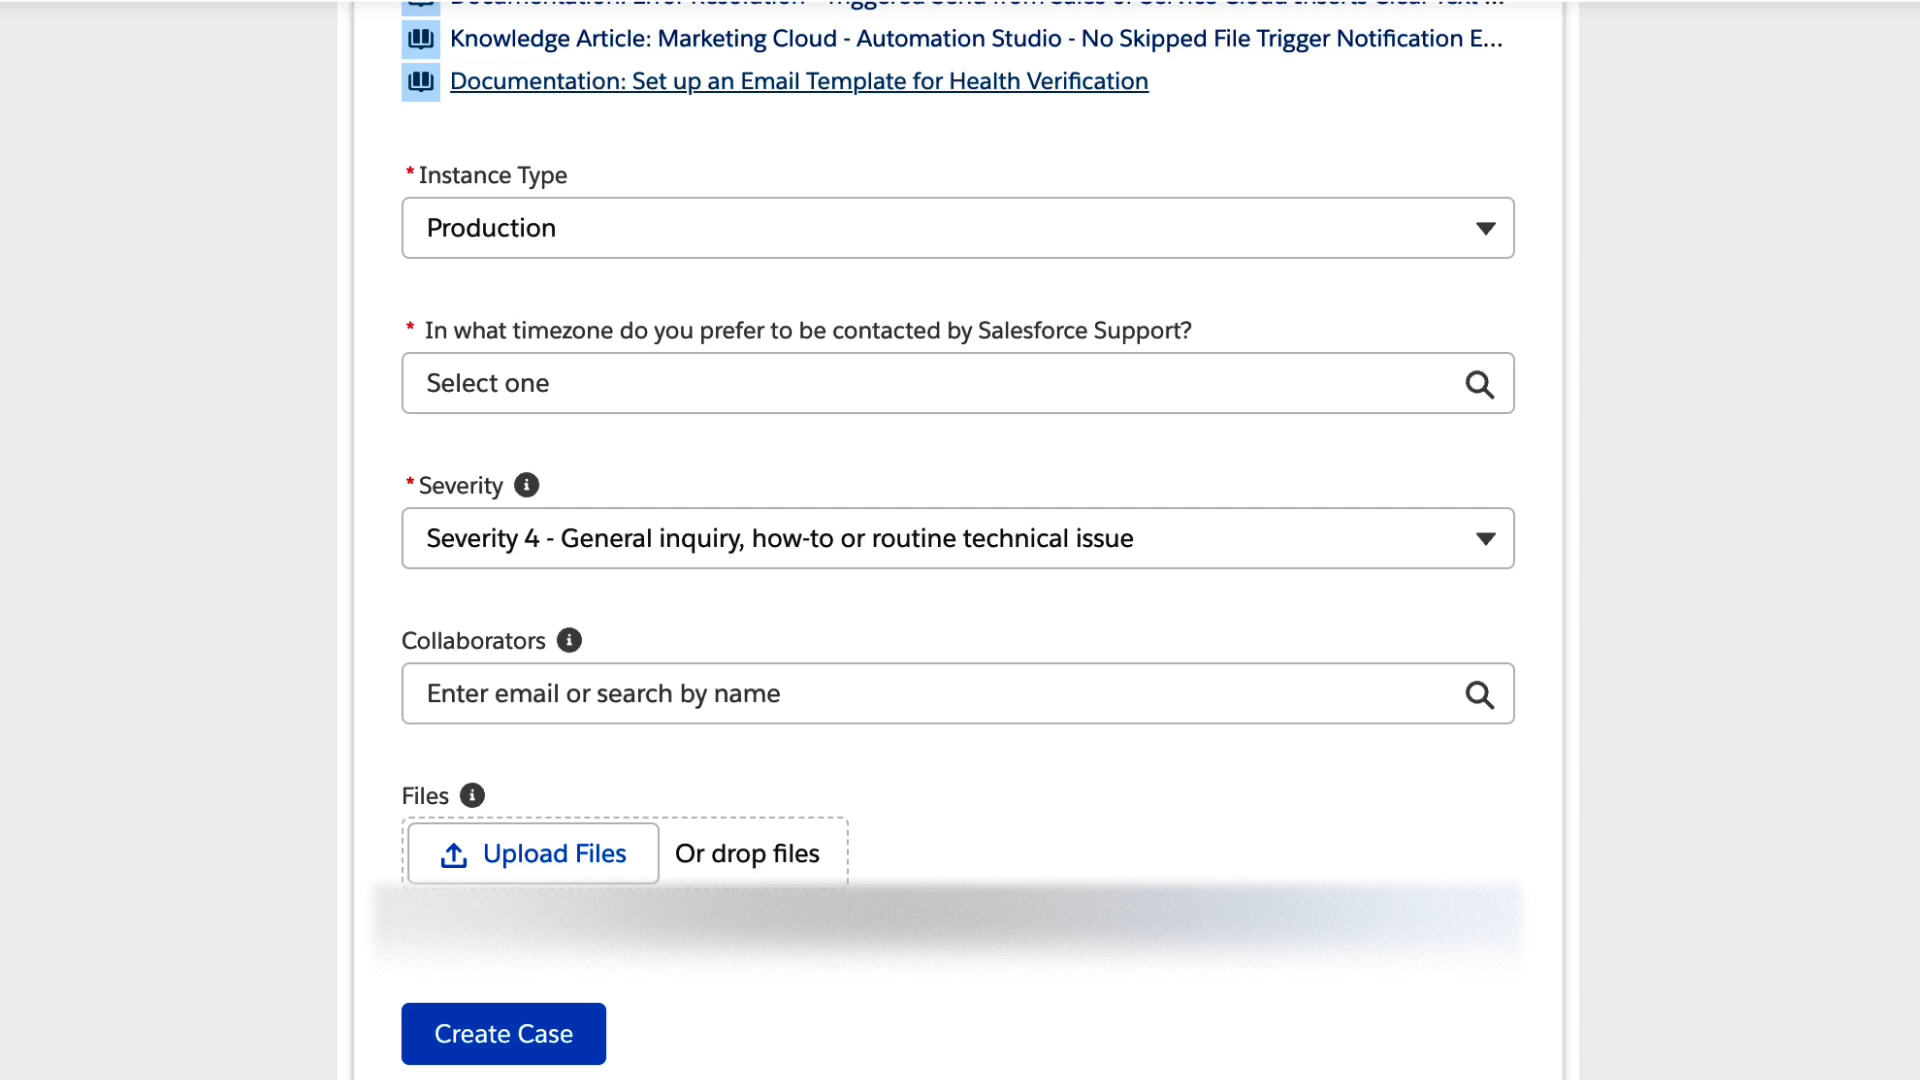 Knowledge Article: Marketing Cloud - Automation Studio - No Skipped File Trigger Notification E...
Documentation: Set up an Email Template for Health Verification
* Instance Type
Production
* In what timezone do you prefer to be contacted by Salesforce Support?
Select one
* Severity
Severity 4 - General inquiry, how-to or routine technical issue
Collaborators
Enter email or search by name
Files
Upload Files Or drop files
Create Case